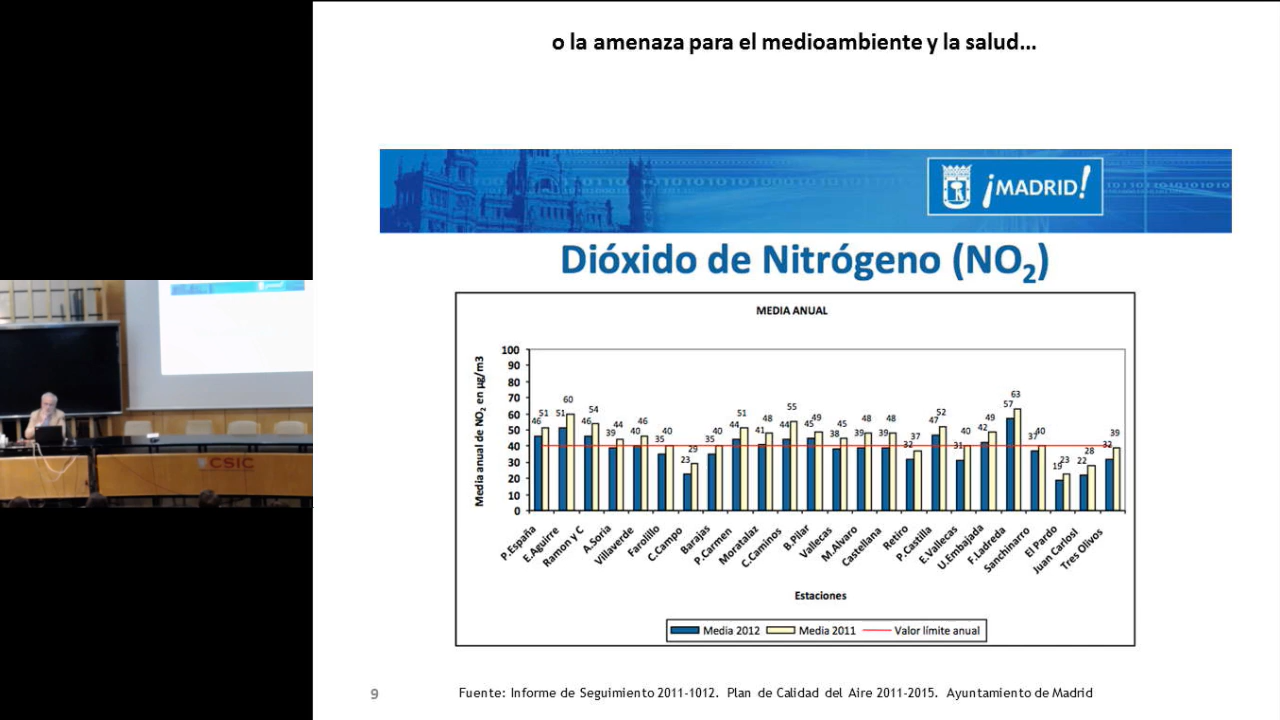 o la amenaza para el medioambiente y la salud...
¡MADRID!
Dióxido de Nitrógeno (NO₂)
MEDIA ANUAL
Media anual de NO₂ en µg/m3
100
90
80
70
60
50
40
30
20
10
0
46 51 51 60 46 54 39 44 40 46 35 40 23 29 35 40 44 51 41 48 44 55 45 49 38 45 39 48 39 48 32 37 47 52 31 40 42 49 57 63 37 40 19 23 22 28 32 39
P.España
E.Aguirre
Ramon y C
A.Soria
Villaverde
Farolillo
C.Campo
Barajas
P.Carmen
Moratalaz
C.Caminos
B.Pilar
Vallecas
M.Alvaro
Castellana
Retiro
P.Castilla
E.Vallecas
U.Embajada
F.Ladreda
Sanchinarro
El Pardo
Juan CarlosI
Tres Olivos
Estaciones
Media 2012 Media 2011 Valor límite anual
9
Fuente: Informe de Seguimiento 2011-1012. Plan de Calidad del Aire 2011-2015. Ayuntamiento de Madrid
CSIC